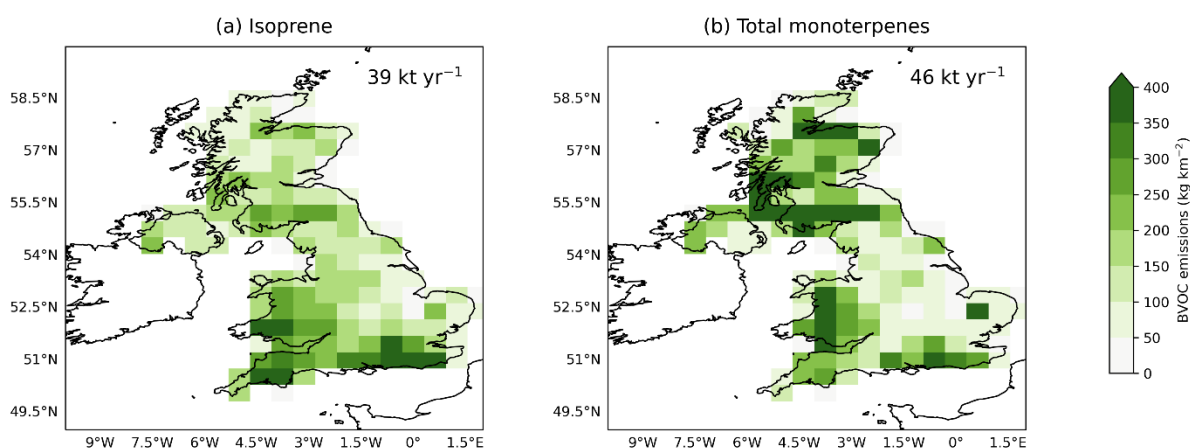 (a) Isoprene
(b) Total monoterpenes
39 kt yr⁻¹
46 kt yr⁻¹
58.5°N
57°N
55.5°N
54°N
52.5°N
51°N
49.5°N
9°W 7.5°W 6°W 4.5°W 3°W 1.5°W 0° 1.5°E
58.5°N
57°N
55.5°N
54°N
52.5°N
51°N
49.5°N
9°W 7.5°W 6°W 4.5°W 3°W 1.5°W 0° 1.5°E
400
350
300
250
200
150
100
50
0
BVOC emissions (kg km⁻²)